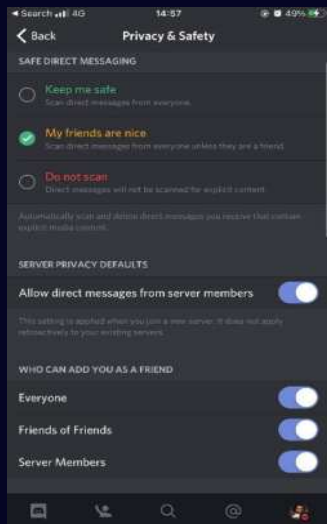 Search 4G 14:57 49%
Back Privacy & Safety
SAFE DIRECT MESSAGING
Keep me safe
Scan direct messages from everyone.
My friends are nice
Scan direct messages from everyone unless they are a friend.
Do not scan
Direct messages will not be scanned for explicit content.
Automatically scan and delete direct messages you receive that contain
explicit media content.
SERVER PRIVACY DEFAULTS
Allow direct messages from server members
This setting is applied when you join a new server. It does not apply
retroactively to your existing servers.
WHO CAN ADD YOU AS A FRIEND
Everyone
Friends of Friends
Server Members